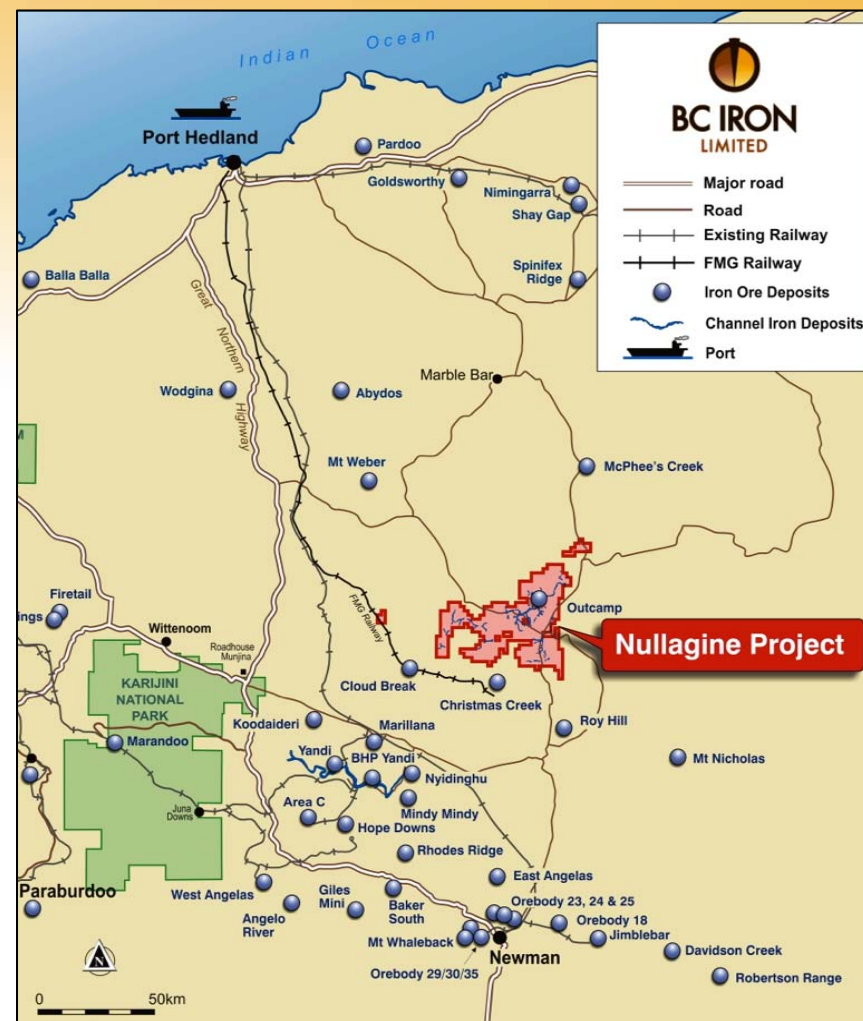 Indian Ocean
BC IRON
LIMITED
Major road
Road
Existing Railway
FMG Railway
Iron Ore Deposits
Channel Iron Deposits
Port
Port Hedland
Pardoo
Goldsworthy
Nimingarra
Shay Gap
Spinifex
Ridge
Balla Balla
Great Northern Highway
Marble Bar
Wodgina
Abydos
Mt Weber
McPhee's Creek
Firetail
ings
Wittenoom
Roadhouse
Munjina
KARIJINI
NATIONAL
PARK
FMG Railway
Outcamp
Nullagine Project
Cloud Break
Christmas Creek
Koodaideri
Marillana
Roy Hill
Marandoo
Yandi
BHP Yandi
Nyidinghu
Mt Nicholas
Juna
Downs
Area C
Mindy Mindy
Hope Downs
Rhodes Ridge
Paraburdoo
West Angelas
Angelo
River
Giles
Mini
Baker
South
East Angelas
Orebody 23, 24 & 25
Orebody 18
Mt Whaleback
Jimblebar
Newman
Orebody 29/30/35
Davidson Creek
Robertson Range
N
0 50km
M